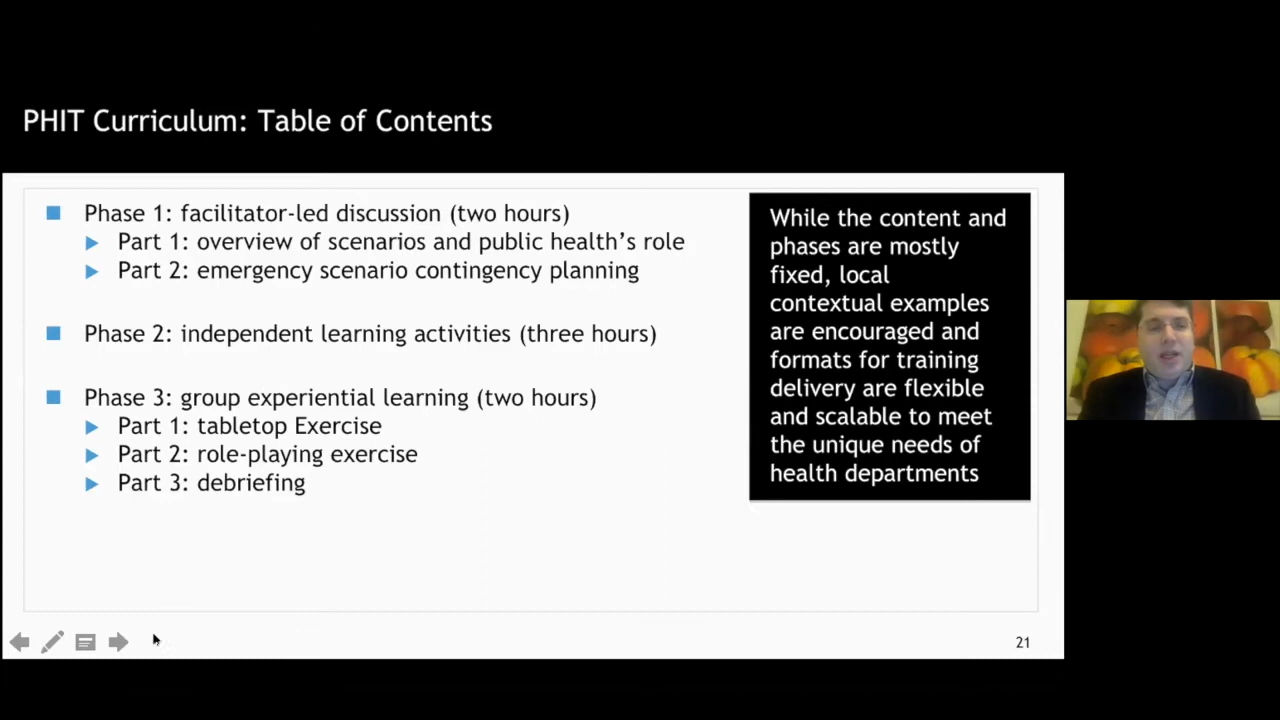 PHIT Curriculum: Table of Contents
Phase 1: facilitator-led discussion (two hours)
Part 1: overview of scenarios and public health's role
Part 2: emergency scenario contingency planning
Phase 2: independent learning activities (three hours)
Phase 3: group experiential learning (two hours)
Part 1: tabletop Exercise
Part 2: role-playing exercise
Part 3: debriefing
While the content and
phases are mostly
fixed, local
contextual examples
are encouraged and
formats for training
delivery are flexible
and scalable to meet
the unique needs of
health departments
21